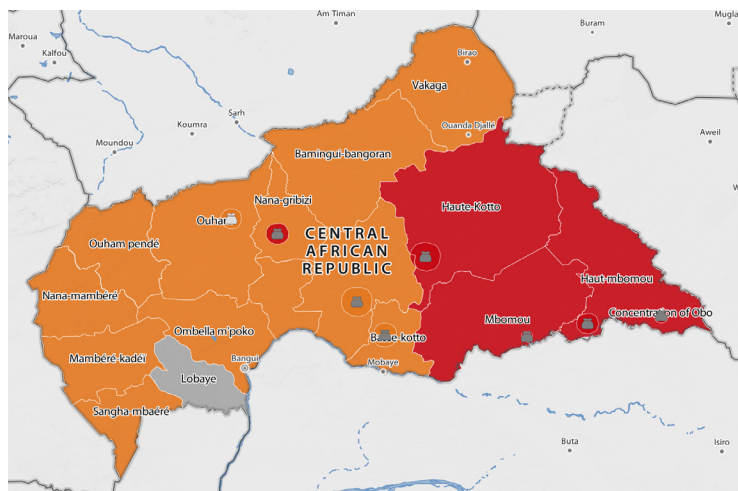 Am Timan
Buram
Mugla
Maroua
Kalfou
Birao
Vakaga
Sarh
Koumra
Ouanda Djallé
Aweil
Moundou
Bamingui-bangoran
W
Nana-gribizi
Haute-Kotto
Ouham
CENTRAL
AFRICAN
REPUBLIC
Ouham pendé
Haut-mbomou
Nana-mambéré
Concentration of Obo
Mbomou
Ombella m'poko
Basse-kotto
Mambéré-kadéï
Bangui
Mobaye
Lobaye
Sangha-mbaéré
Buta
Isiro